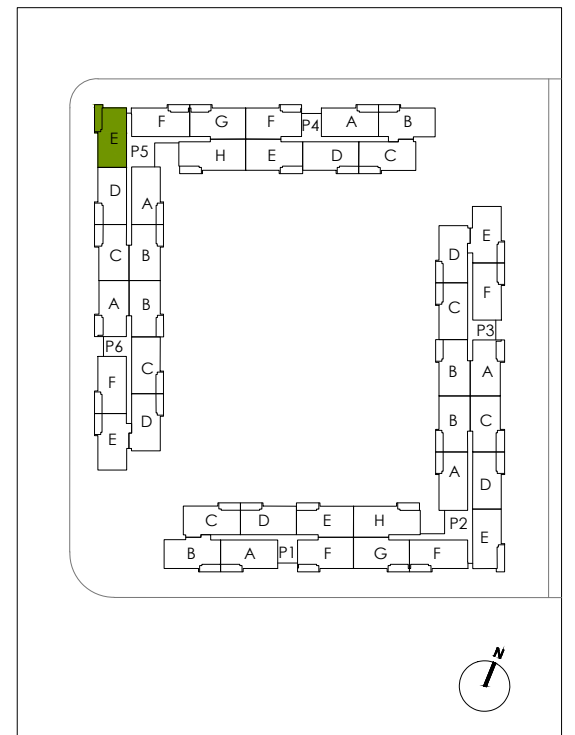 F G F P4 A B
E P5 H E D C
D A
C B
A B
P6 C
F D
E
E
D F
C P3
B A
B C
A D
P2 E
C D E H
B A P1 F G F
N